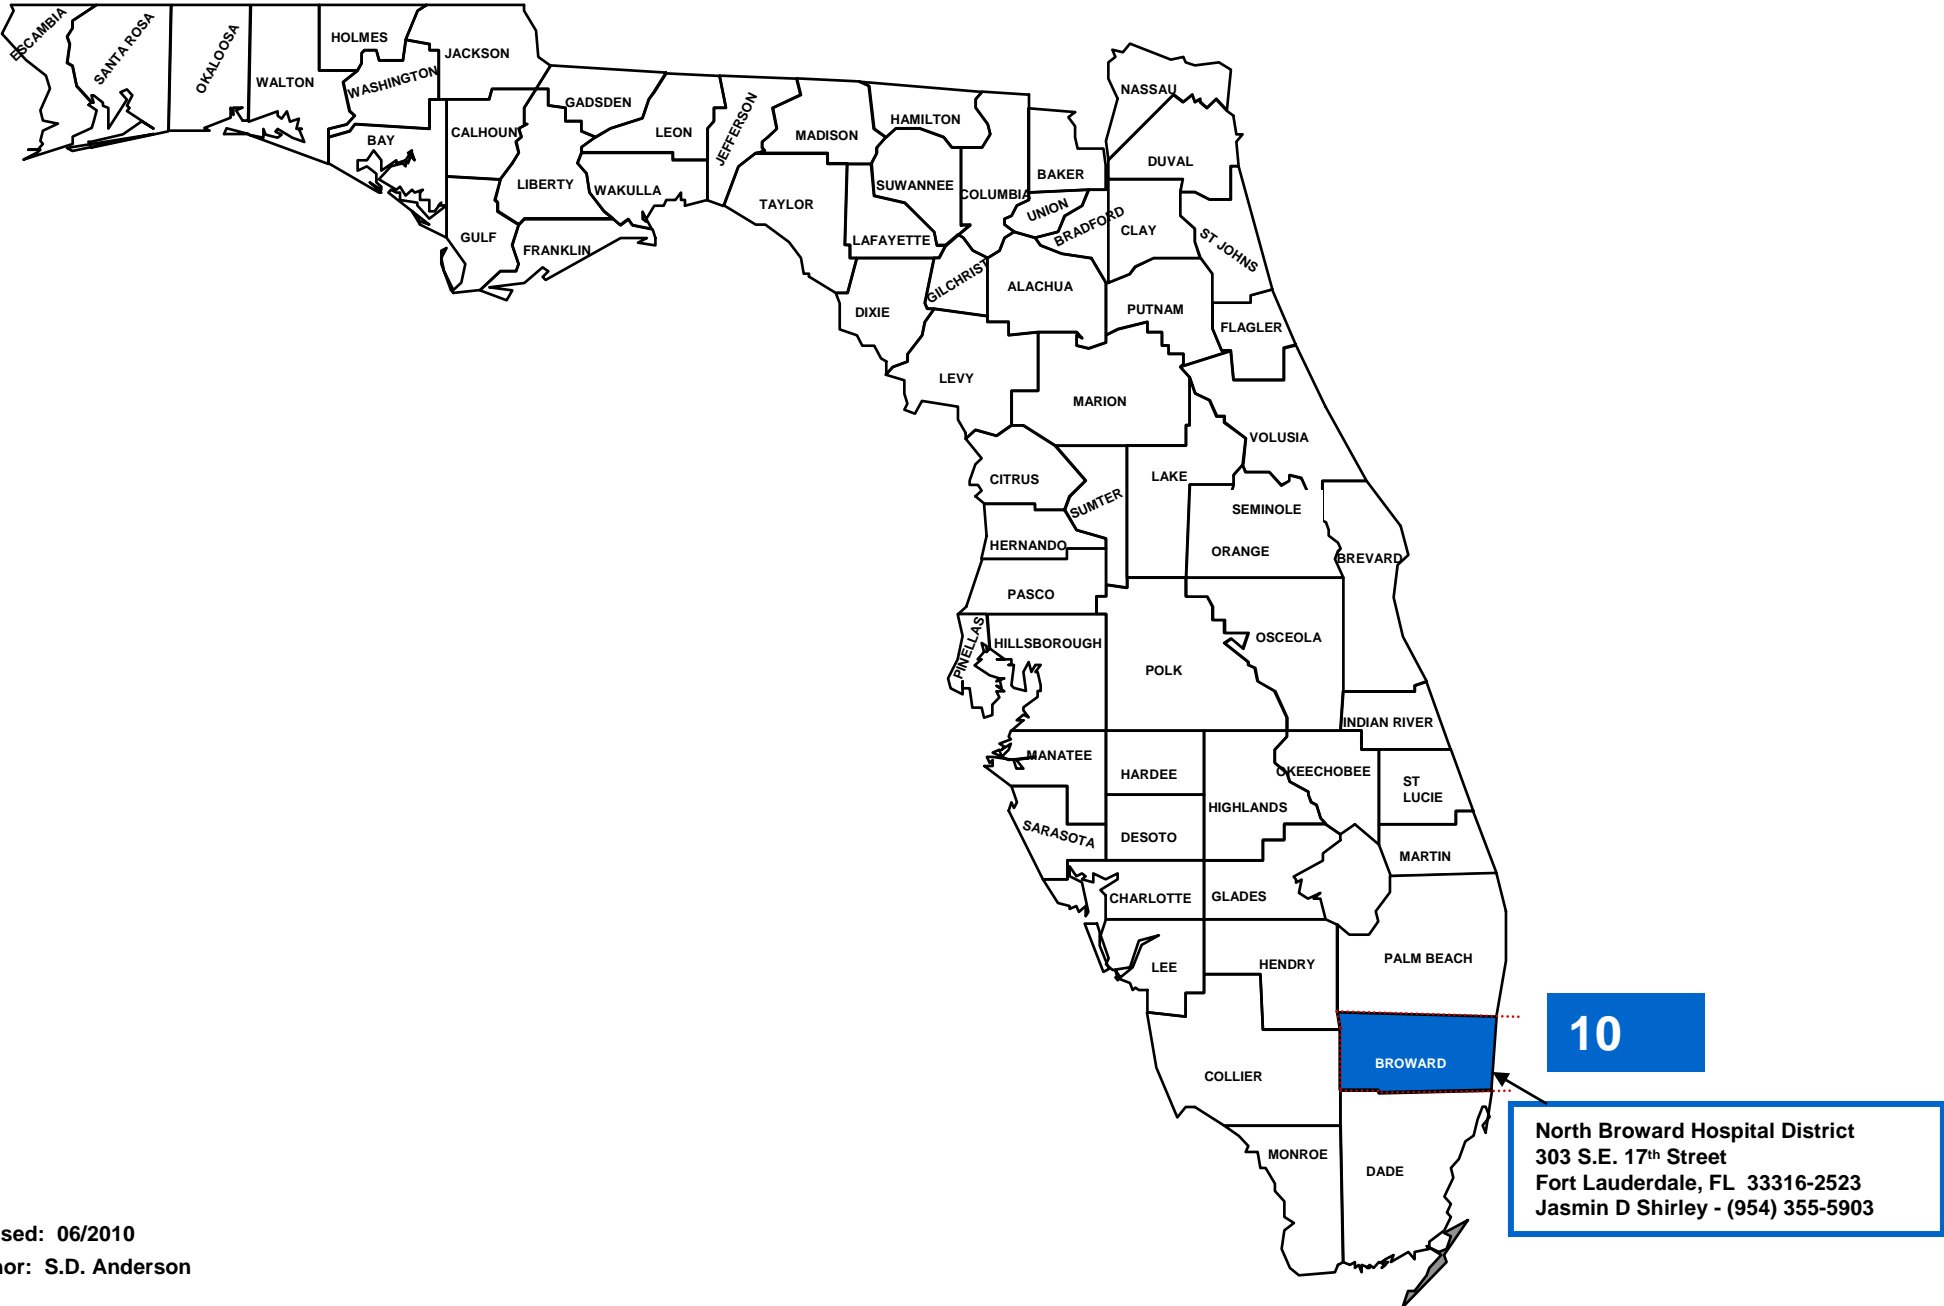 ESCAMBIA
SANTA ROSA
OKALOOSA
WALTON
HOLMES
WASHINGTON
JACKSON
BAY
CALHOUN
GULF
LIBERTY
GADSDEN
FRANKLIN
LEON
WAKULLA
JEFFERSON
MADISON
TAYLOR
HAMILTON
SUWANNEE
LAFAYETTE
COLUMBIA
BAKER
NASSAU
DUVAL
UNION
BRADFORD
CLAY
ST JOHNS
DIXIE
GILCHRIST
ALACHUA
PUTNAM
FLAGLER
LEVY
MARION
VOLUSIA
CITRUS
SUMTER
LAKE
SEMINOLE
HERNANDO
ORANGE
BREVARD
PASCO
PINELLAS
HILLSBOROUGH
POLK
OSCEOLA
INDIAN RIVER
MANATEE
HARDEE
OKEECHOBEE
ST
LUCIE
HIGHLANDS
SARASOTA
DESOTO
MARTIN
CHARLOTTE
GLADES
LEE
HENDRY
PALM BEACH
10
BROWARD
COLLIER
MONROE
DADE
North Broward Hospital District
303 S.E. 17th Street
Fort Lauderdale, FL 33316-2523
Jasmin D Shirley - (954) 355-5903
sed: 06/2010
or: S.D. Anderson